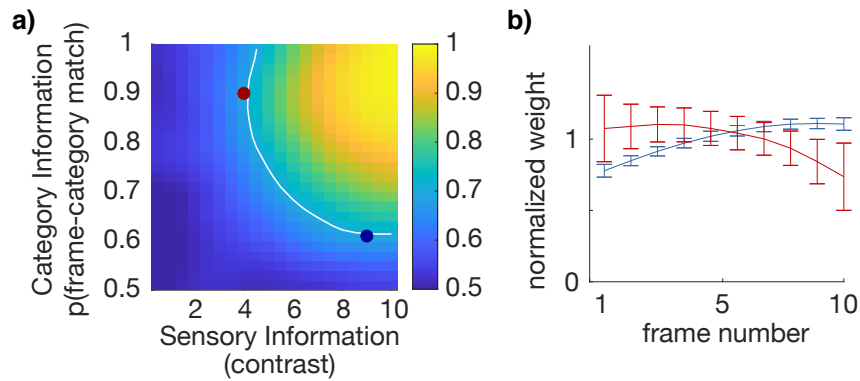 a)
Category Information
p(frame-category match)
1
0.9
0.8
0.7
0.6
0.5
2
4
6
8
10
Sensory Information
(contrast)
1
0.9
0.8
0.7
0.6
0.5
b)
normalized weight
1
0
1
5
10
frame number